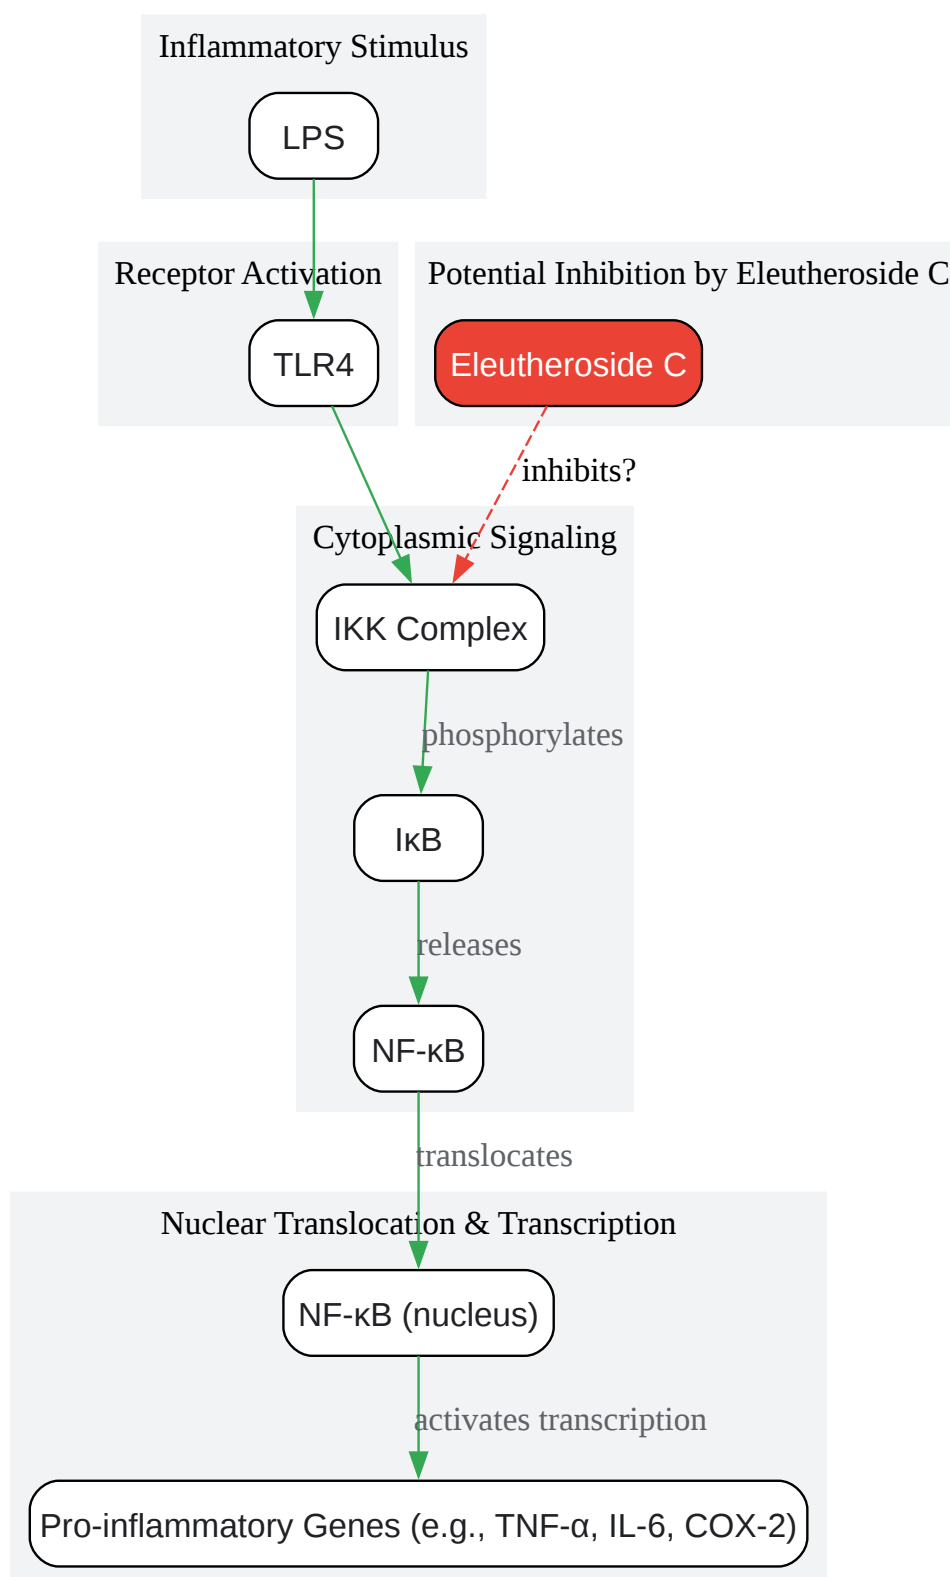 Inflammatory Stimulus
LPS
Receptor Activation
Potential Inhibition by Eleutheroside C
TLR4
Eleutheroside C
inhibits?
Cytoplasmic Signaling
IKK Complex
phosphorylates
IκB
releases
NF-κB
translocates
Nuclear Translocation & Transcription
NF-κB (nucleus)
activates transcription
Pro-inflammatory Genes (e.g., TNF-α, IL-6, COX-2)